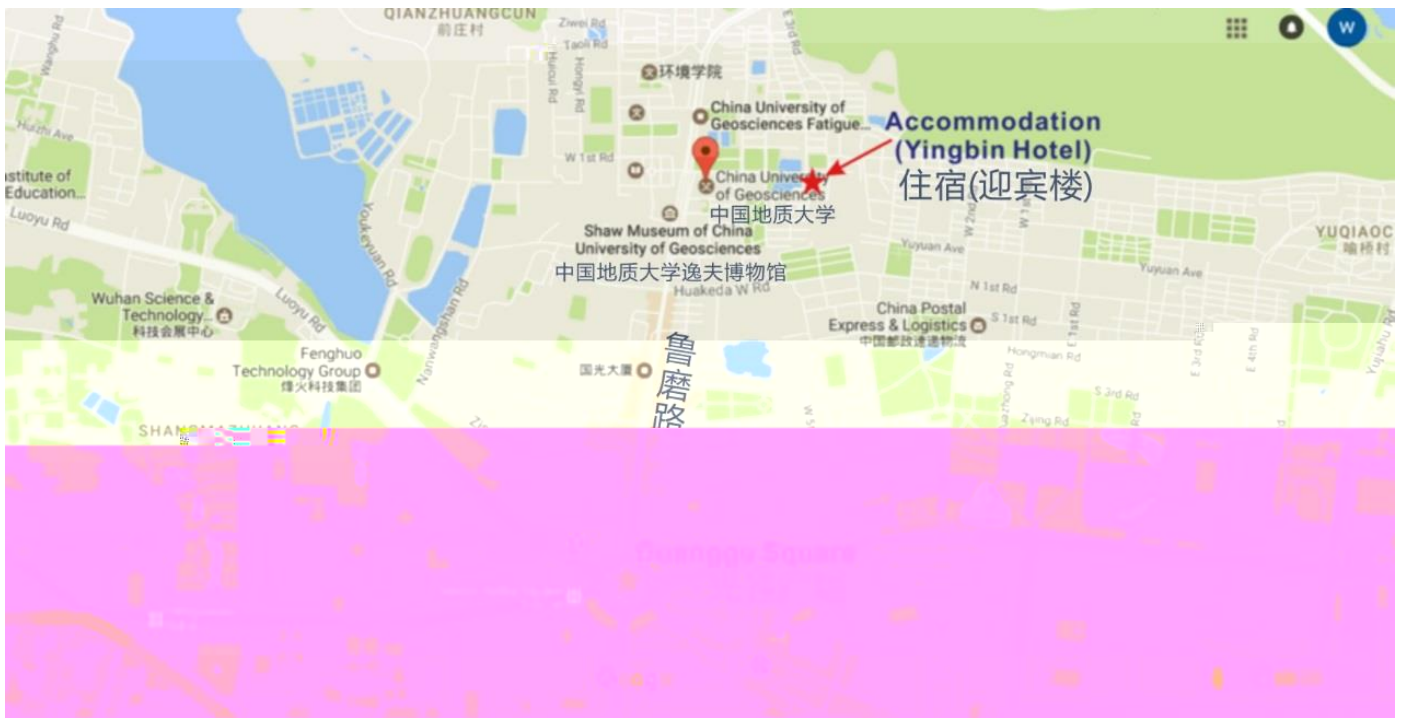 QIANZHUANGCUN
前庄村
Ziwei Rd
Taoli Rd
E 3rd Rd
Wanghu Rd
W
Huicui Rd
Hongyi Rd
环境学院
China University of
Geosciences Fatigue...
Accommodation
(Yingbin Hotel)
住宿(迎宾楼)
Huizhi Ave
W 1st Rd
stitute of
Education...
China University
of Geosciences
中国地质大学
Luoyu Rd
Youkeyuan Rd
Shaw Museum of China
University of Geosciences
中国地质大学逸夫博物馆
W 2nd Rd
W 1st
Yuyuan Ave
YUQIAOC
喻桥村
Yuyuan Ave
Huakeda W Rd
N 1st Rd
Wuhan Science &
Technology...
科技会展中心
Luoyu Rd
Nanwangshan Rd
China Postal
Express & Logistics
中国邮政速递物流
S 1st Rd
E 1st Rd
E 3rd Rd
E 4th Rd
Yujiahu Rd
Fenghuo
Technology Group
烽火科技集团
国光大厦
鲁磨路
Hongmian Rd
S 3rd Rd
Ziying Rd
Guanggu Square